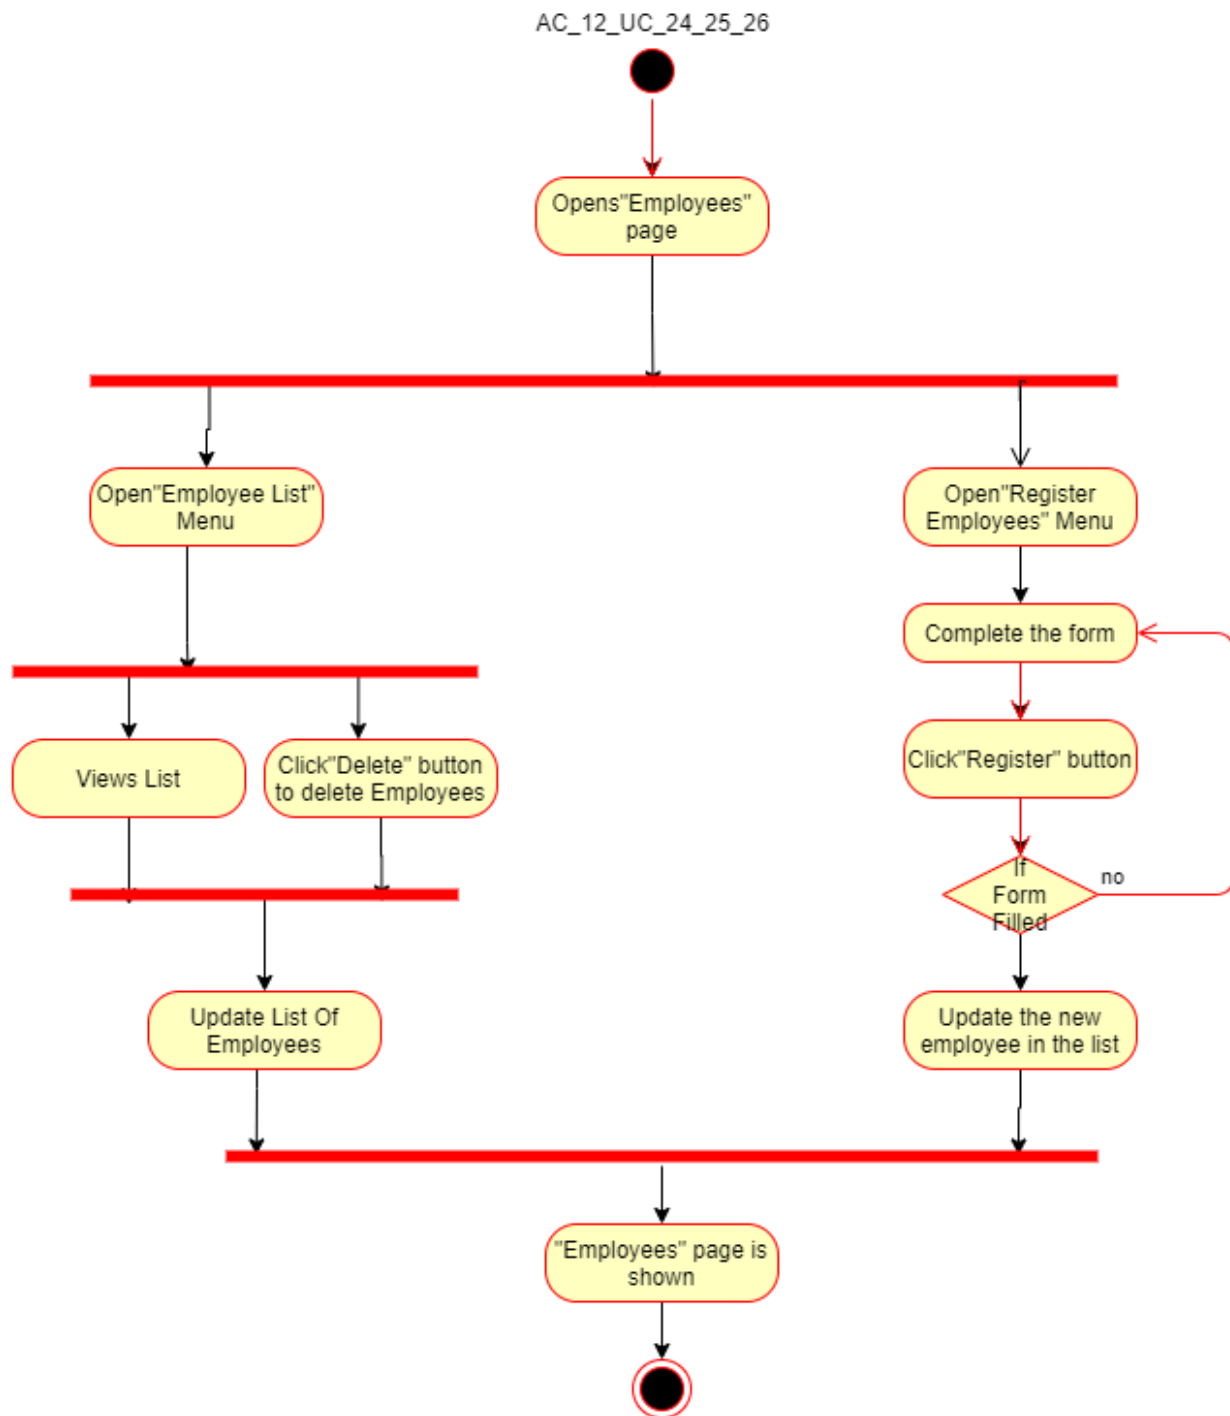 AC_12_UC_24_25_26
Opens"Employees"
page
Open"Employee List"
Menu
Open"Register
Employees" Menu
Complete the form
Views List
Click"Delete" button
to delete Employees
Click"Register" button
If
Form
Filled
no
Update List Of
Employees
Update the new
employee in the list
"Employees" page is
shown